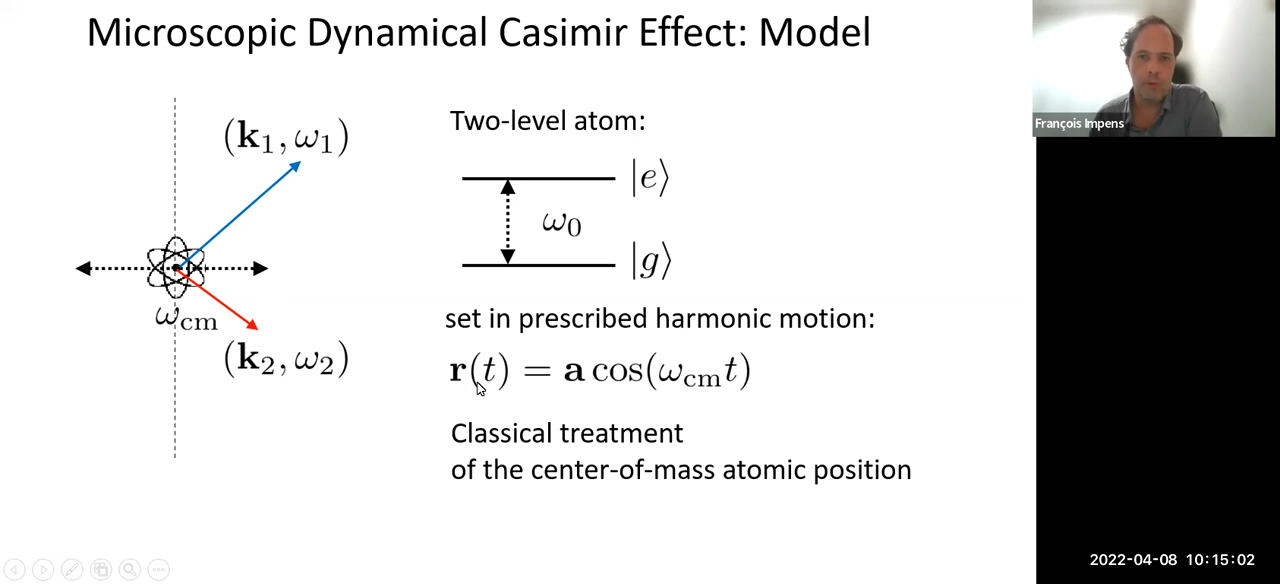 Microscopic Dynamical Casimir Effect: Model
(𝐤₁, ω₁)
ω_cm
(𝐤₂, ω₂)
Two-level atom:
|e⟩
ω₀
|g⟩
set in prescribed harmonic motion:
𝐫(t) = 𝐚 cos(ω_cm t)
Classical treatment
of the center-of-mass atomic position
François Impens
2022-04-08 10:15:02